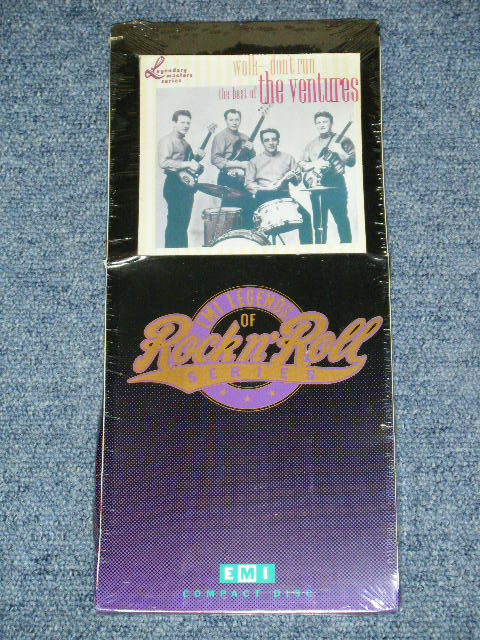 Legendary
masters
series
walk--don't run
the best of the ventures
EMI LEGENDS
OF
Rock n' Roll
SERIES
EMI
COMPACT DISC